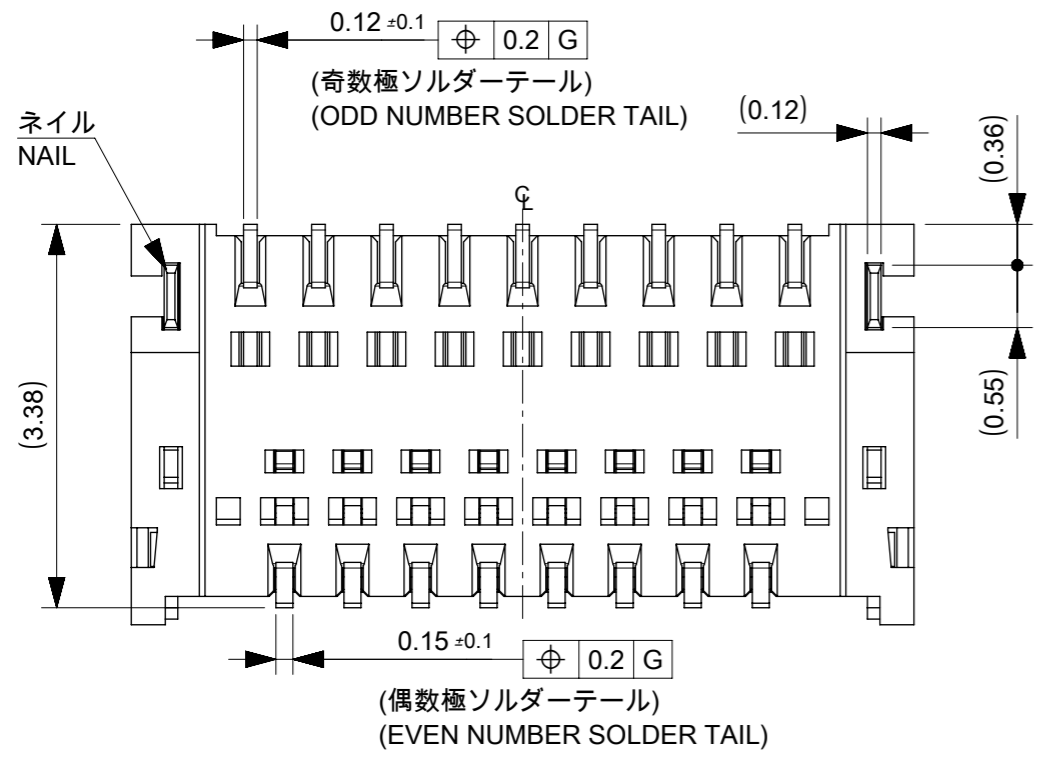 0.12 ±0.1 ⌖ 0.2 G
(奇数極ソルダーテール)
(ODD NUMBER SOLDER TAIL)
ネイル
NAIL
(0.12)
(0.36)
℄
(3.38)
(0.55)
0.15 ±0.1 ⌖ 0.2 G
(偶数極ソルダーテール)
(EVEN NUMBER SOLDER TAIL)